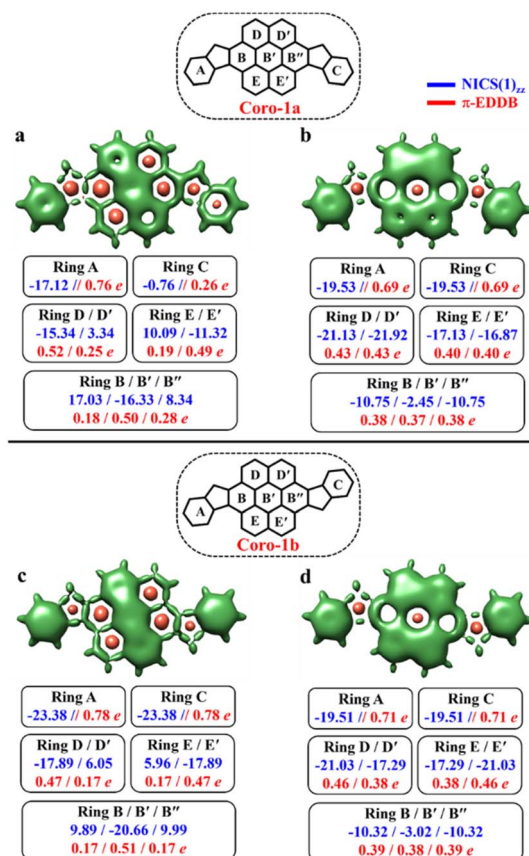 D D′
A B B′ B″ C
E E′
Coro-1a
NICS(1)zz
π-EDDB
a b
Ring A Ring C Ring A Ring C
-17.12 // 0.76 e -0.76 // 0.26 e -19.53 // 0.69 e -19.53 // 0.69 e
Ring D / D′ Ring E / E′ Ring D / D′ Ring E / E′
-15.34 / 3.34 10.09 / -11.32 -21.13 / -21.92 -17.13 / -16.87
0.52 / 0.25 e 0.19 / 0.49 e 0.43 / 0.43 e 0.40 / 0.40 e
Ring B / B′ / B″ Ring B / B′ / B″
17.03 / -16.33 / 8.34 -10.75 / -2.45 / -10.75
0.18 / 0.50 / 0.28 e 0.38 / 0.37 / 0.38 e
D D′ C
A B B′ B″
E E′
Coro-1b
c d
Ring A Ring C Ring A Ring C
-23.38 // 0.78 e -23.38 // 0.78 e -19.51 // 0.71 e -19.51 // 0.71 e
Ring D / D′ Ring E / E′ Ring D / D′ Ring E / E′
-17.89 / 6.05 5.96 / -17.89 -21.03 / -17.29 -17.29 / -21.03
0.47 / 0.17 e 0.17 / 0.47 e 0.46 / 0.38 e 0.38 / 0.46 e
Ring B / B′ / B″ Ring B / B′ / B″
9.89 / -20.66 / 9.99 -10.32 / -3.02 / -10.32
0.17 / 0.51 / 0.17 e 0.39 / 0.38 / 0.39 e